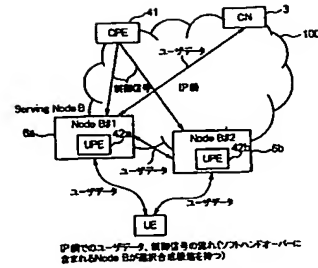 41
CPE
CN
3
100
制御信号
ユーザデータ
IP網
Serving Node B
Node B#1
42a
UPE
6a
ユーザデータ
Node B#2
42b
UPE
6b
ユーザデータ
ユーザデータ
UE
IP網でのユーザデータ、制御信号の流れ(ソフトハンドオーバーに
含まれるNode Bが選択合成機能を持つ)